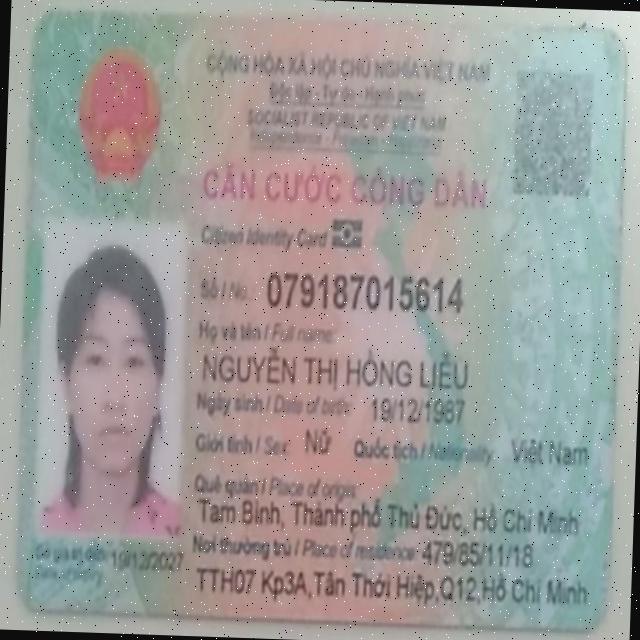 CỘNG HÒA XÃ HỘI CHỦ NGHĨA VIỆT NAM
Độc lập - Tự do - Hạnh phúc
SOCIALIST REPUBLIC OF VIET NAM
Independence - Freedom - Happiness
CĂN CƯỚC CÔNG DÂN
Citizen Identity Card
Số / No.: 079187015614
Họ và tên / Full name:
NGUYỄN THỊ HỒNG LIỄU
Ngày sinh / Date of birth: 19/12/1987
Giới tính / Sex: Nữ Quốc tịch / Nationality: Việt Nam
Quê quán / Place of origin:
Tam Bình, Thành phố Thủ Đức, Hồ Chí Minh
Nơi thường trú / Place of residence: 479/65/11/18
TTH07 Kp3A,Tân Thới Hiệp,Q12,Hồ Chí Minh
Có giá trị đến: 19/12/2027